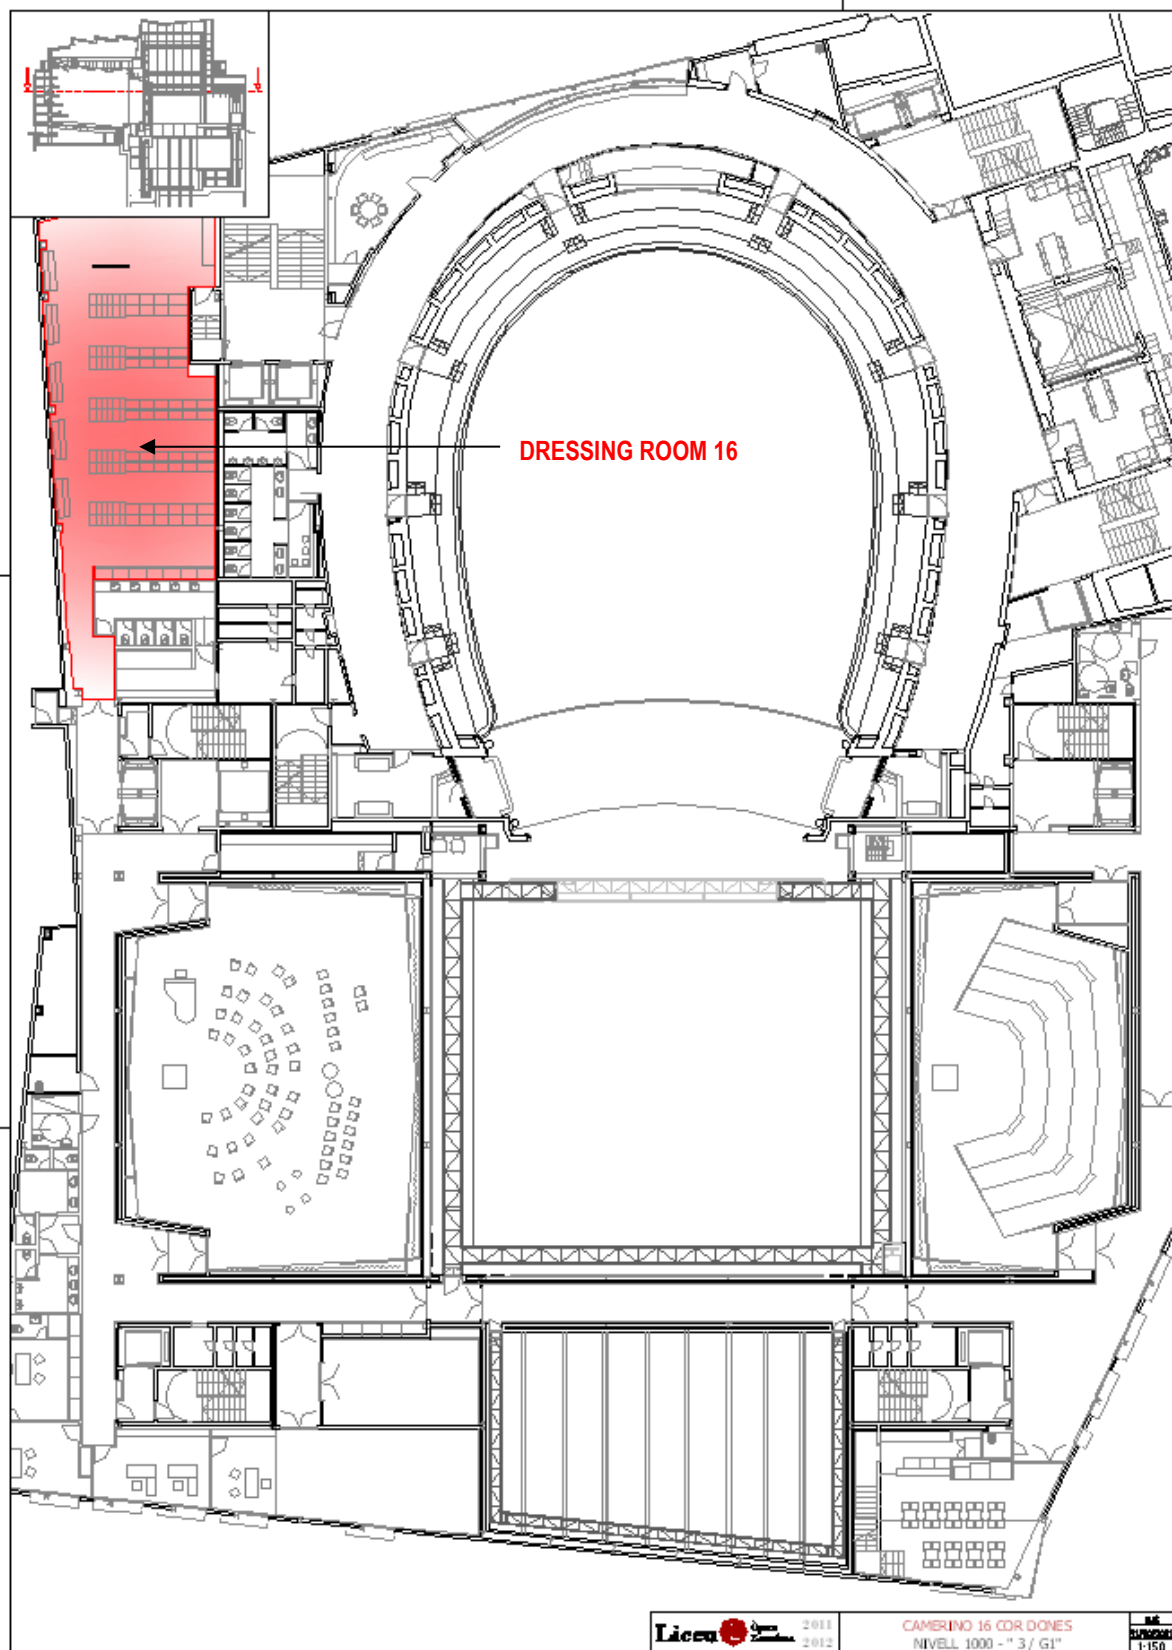 DRESSING ROOM 16
Liceu
2011
2012
CAMERINO 16 COR DONES
NIVELL 1000 - " 3 / G1"
1:150